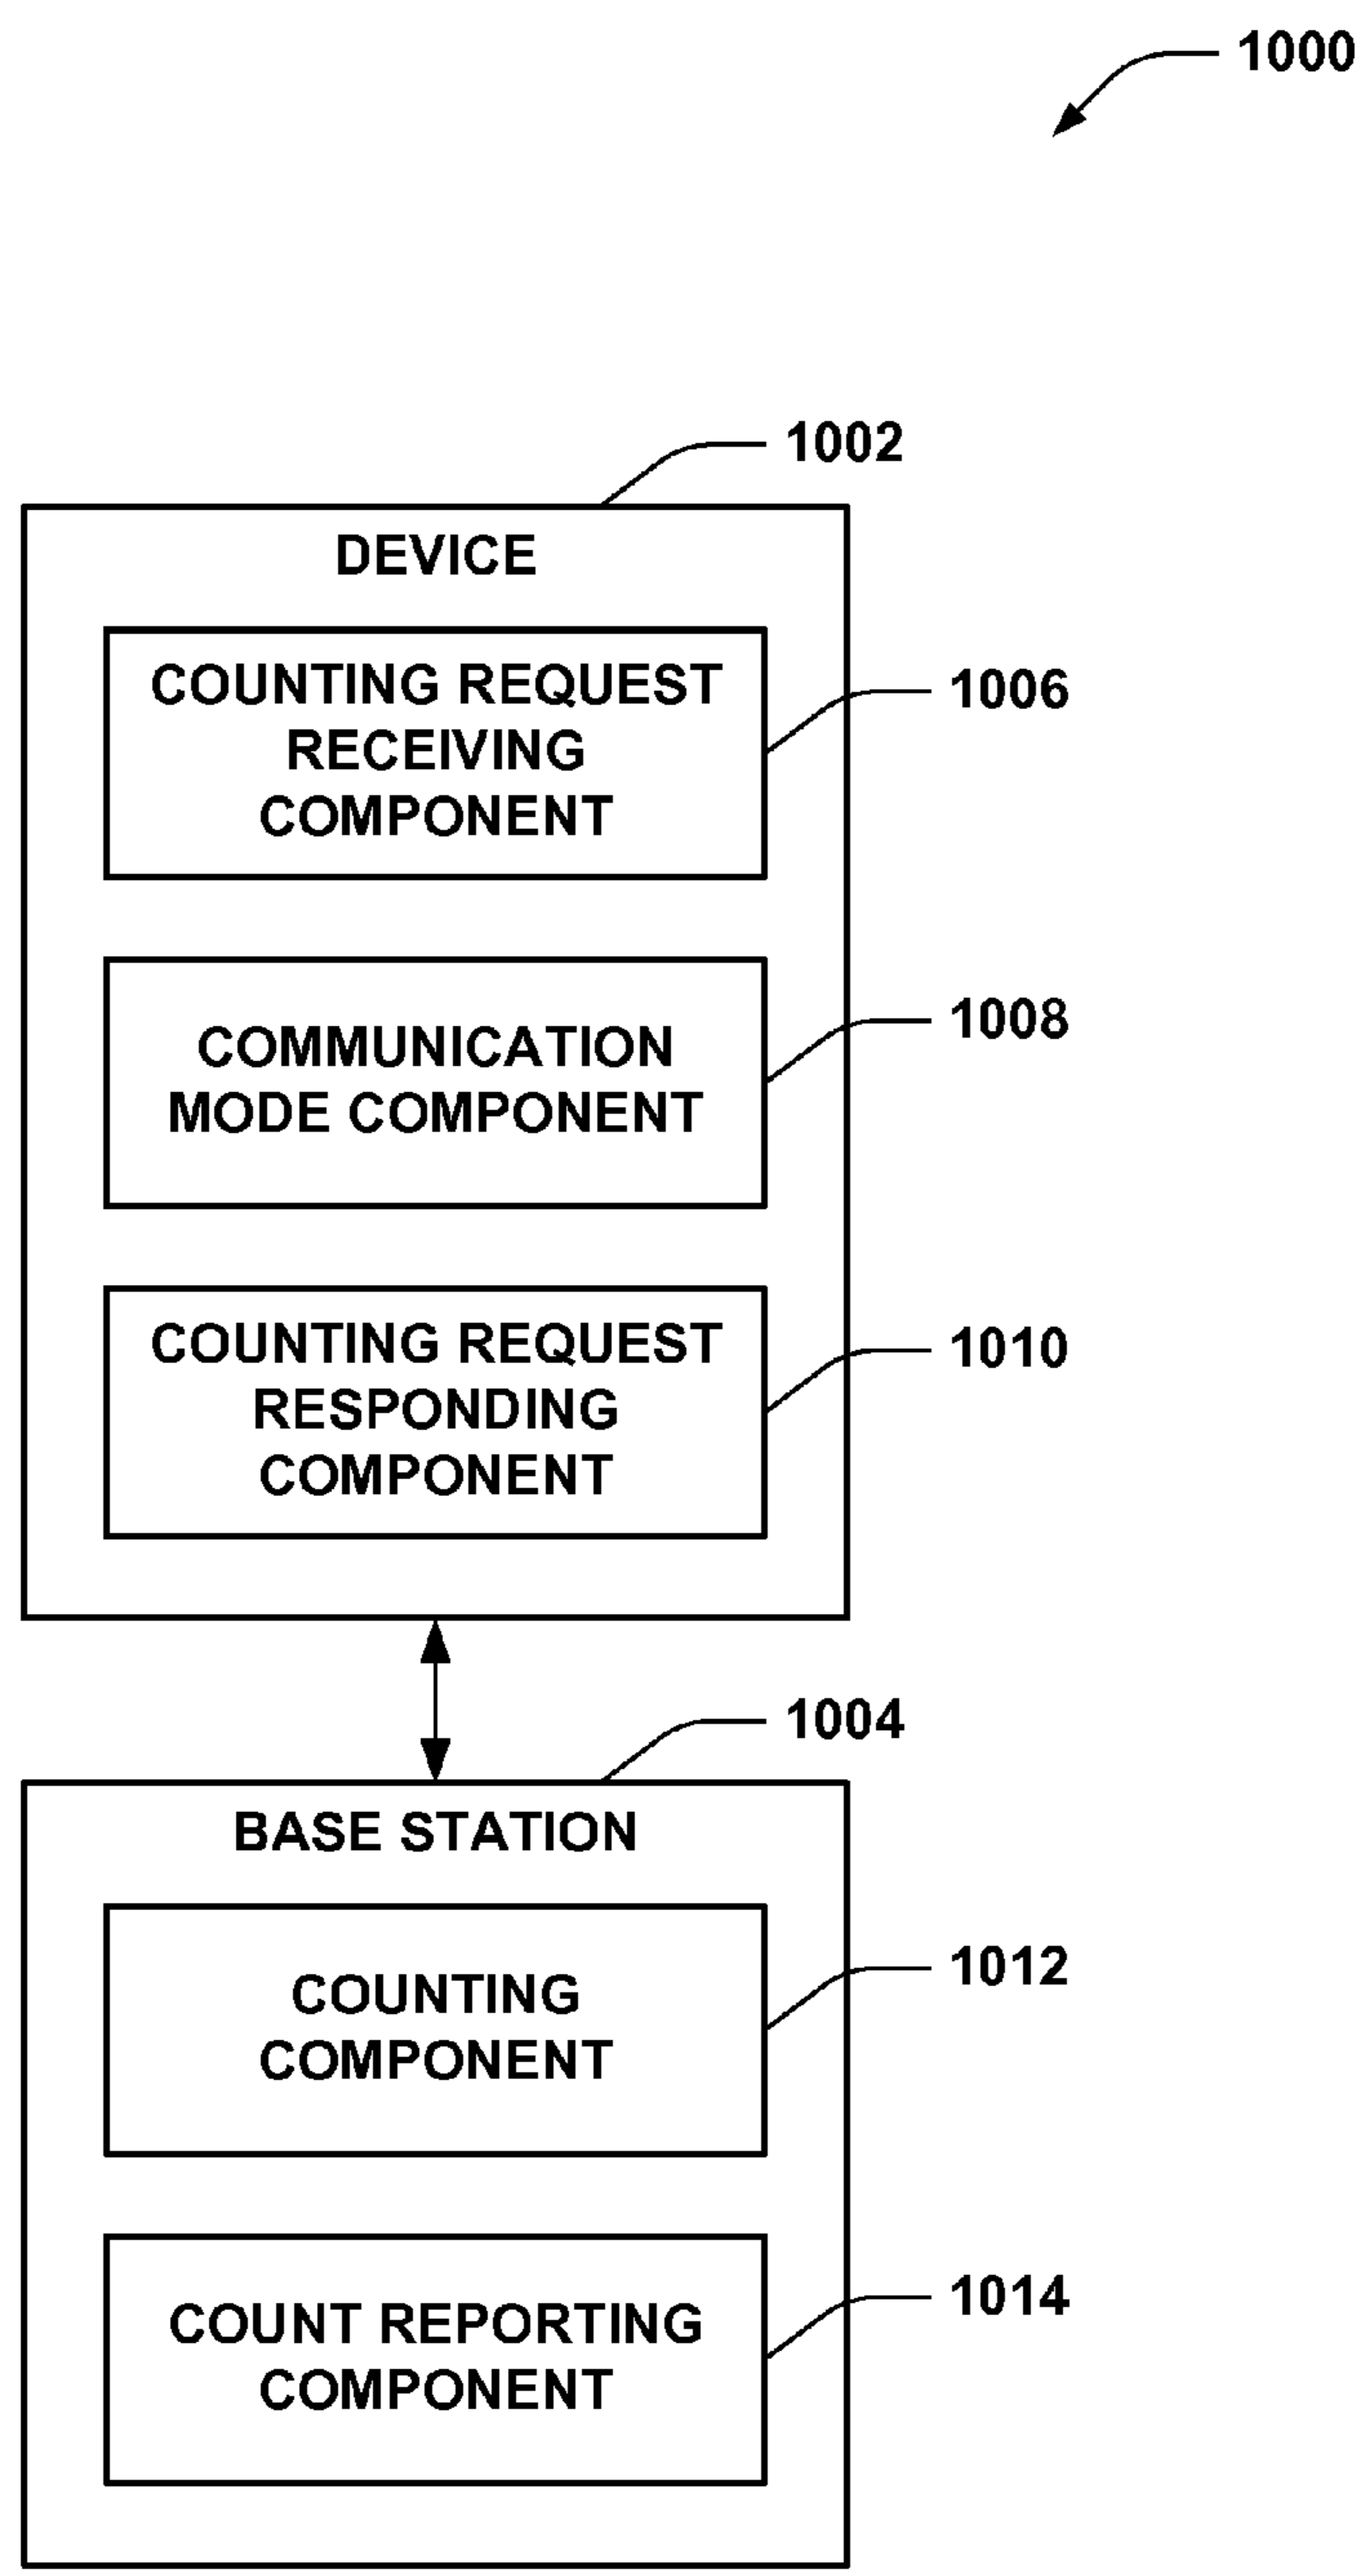 1000
1002
DEVICE
COUNTING REQUEST
RECEIVING
COMPONENT
1006
COMMUNICATION
MODE COMPONENT
1008
COUNTING REQUEST
RESPONDING
COMPONENT
1010
1004
BASE STATION
COUNTING
COMPONENT
1012
COUNT REPORTING
COMPONENT
1014